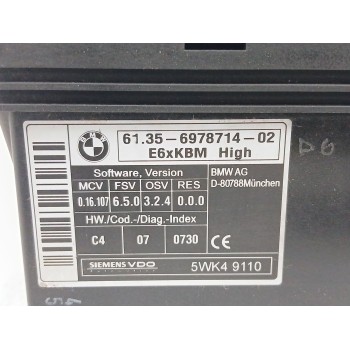 BMW
61.35-6978714-02
E6xKBM High
Software, Version
MCV FSV OSV RES
0.16.107 6.5.0 3.2.4 0.0.0
HW./Cod-/Diag.-Index
C4 07 0730
BMW AG
D-80788München
CE
SIEMENS VDO
5WK4 9110